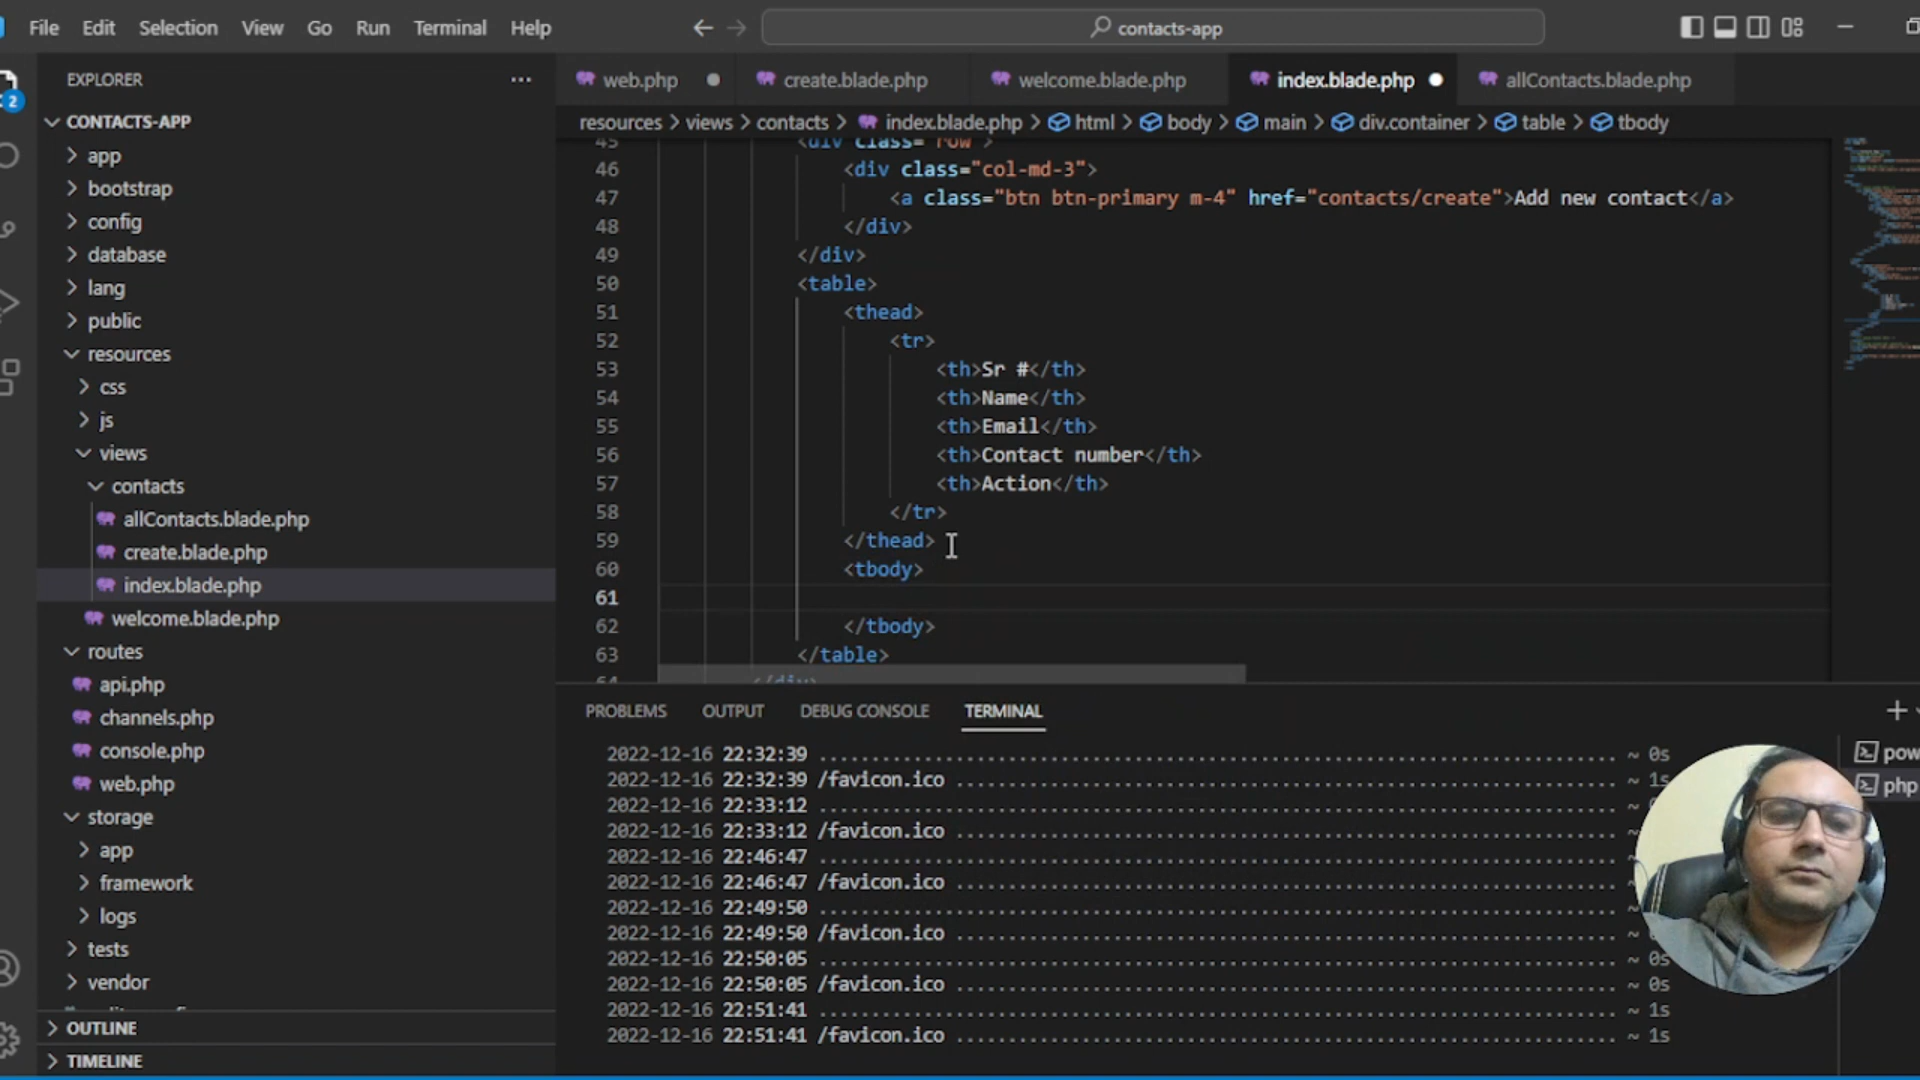 File Edit Selection View Go Run Terminal Help
contacts-app
EXPLORER
2
CONTACTS-APP
app
bootstrap
config
database
lang
public
resources
css
js
views
contacts
allContacts.blade.php
create.blade.php
index.blade.php
welcome.blade.php
routes
api.php
channels.php
console.php
web.php
storage
app
framework
logs
tests
vendor
OUTLINE
TIMELINE
web.php create.blade.php welcome.blade.php index.blade.php allContacts.blade.php
resources > views > contacts > index.blade.php > html > body > main > div.container > table > tbody
45 <div class="row">
46 <div class="col-md-3">
47 <a class="btn btn-primary m-4" href="contacts/create">Add new contact</a>
48 </div>
49 </div>
50 <table>
51 <thead>
52 <tr>
53 <th>Sr #</th>
54 <th>Name</th>
55 <th>Email</th>
56 <th>Contact number</th>
57 <th>Action</th>
58 </tr>
59 </thead>
60 <tbody>
61
62 </tbody>
63 </table>
64 </div>
PROBLEMS OUTPUT DEBUG CONSOLE TERMINAL
2022-12-16 22:32:39 ~ 0s
2022-12-16 22:32:39 /favicon.ico ~ 1s
2022-12-16 22:33:12 ~
2022-12-16 22:33:12 /favicon.ico ~
2022-12-16 22:46:47
2022-12-16 22:46:47 /favicon.ico
2022-12-16 22:49:50
2022-12-16 22:49:50 /favicon.ico
2022-12-16 22:50:05 ~ 0s
2022-12-16 22:50:05 /favicon.ico ~ 0s
2022-12-16 22:51:41 ~ 1s
2022-12-16 22:51:41 /favicon.ico ~ 1s
pow
php